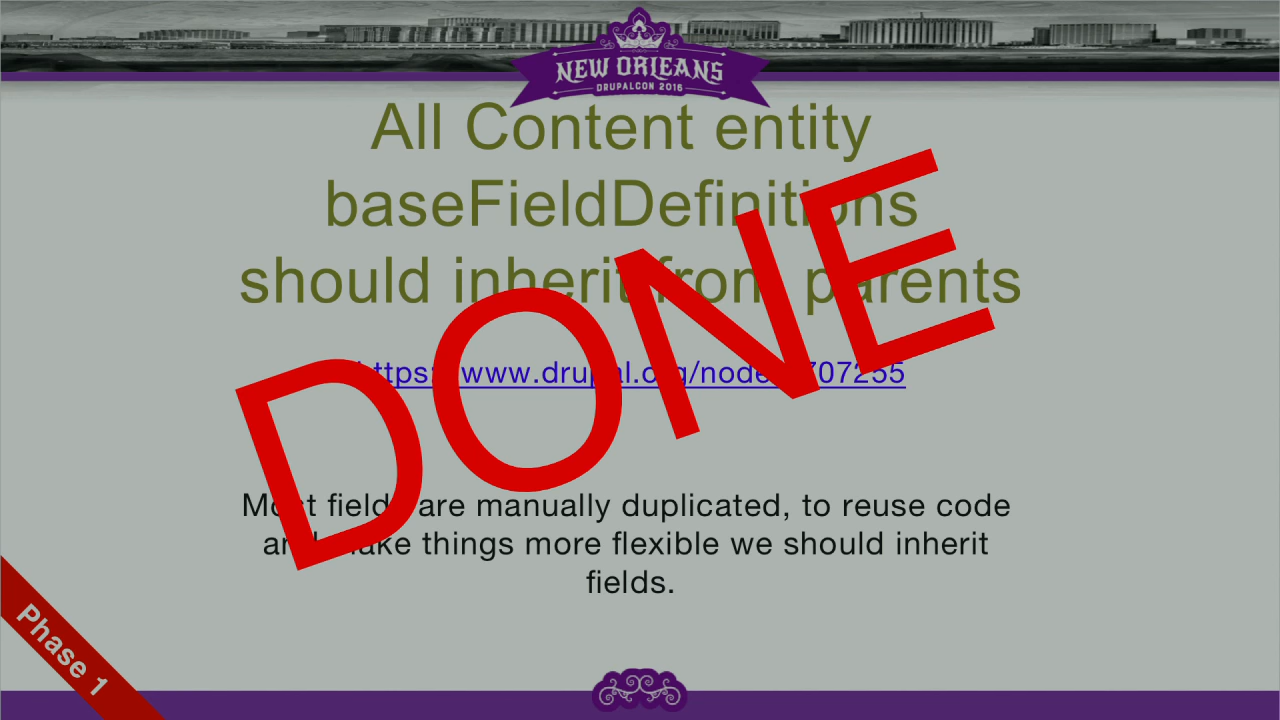 NEW ORLEANS
DRUPALCON 2016
All Content entity
baseFieldDefinitions
should inherit from parents
DONE
Most fields are manually duplicated, to reuse code
and make things more flexible we should inherit
fields.
Phase 1